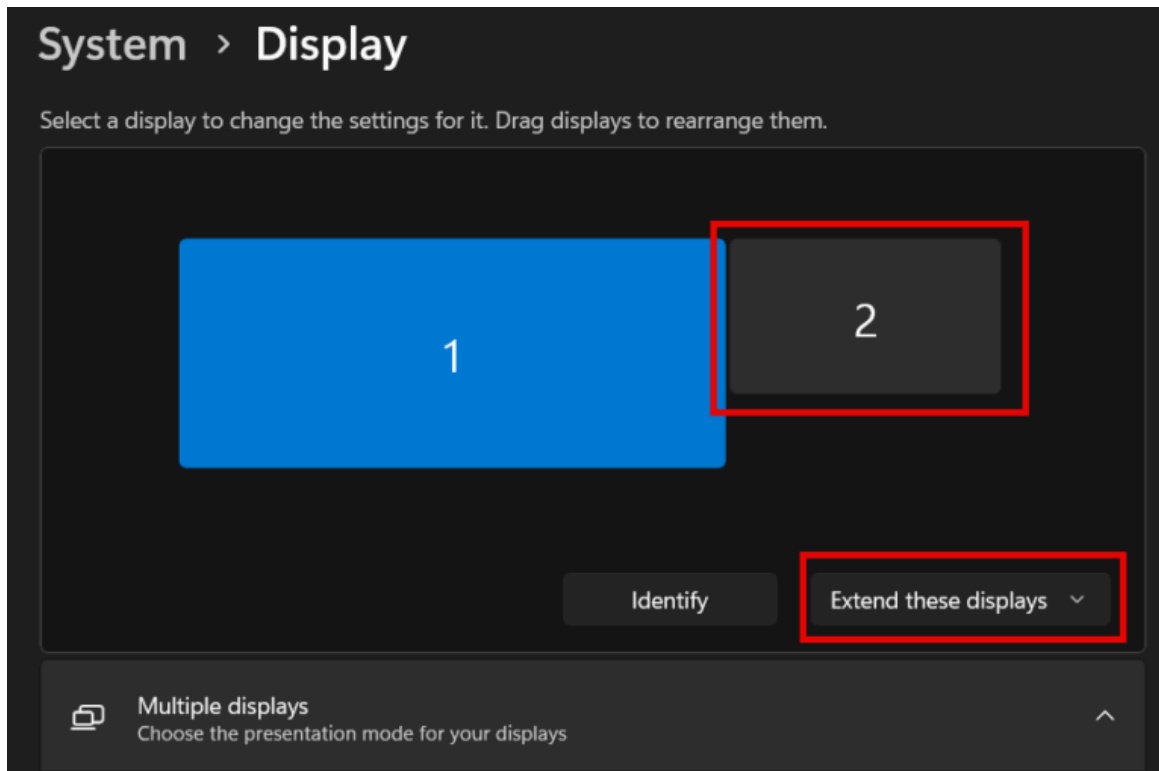 System > Display
Select a display to change the settings for it. Drag displays to rearrange them.
1
2
Identify
Extend these displays
Multiple displays
Choose the presentation mode for your displays